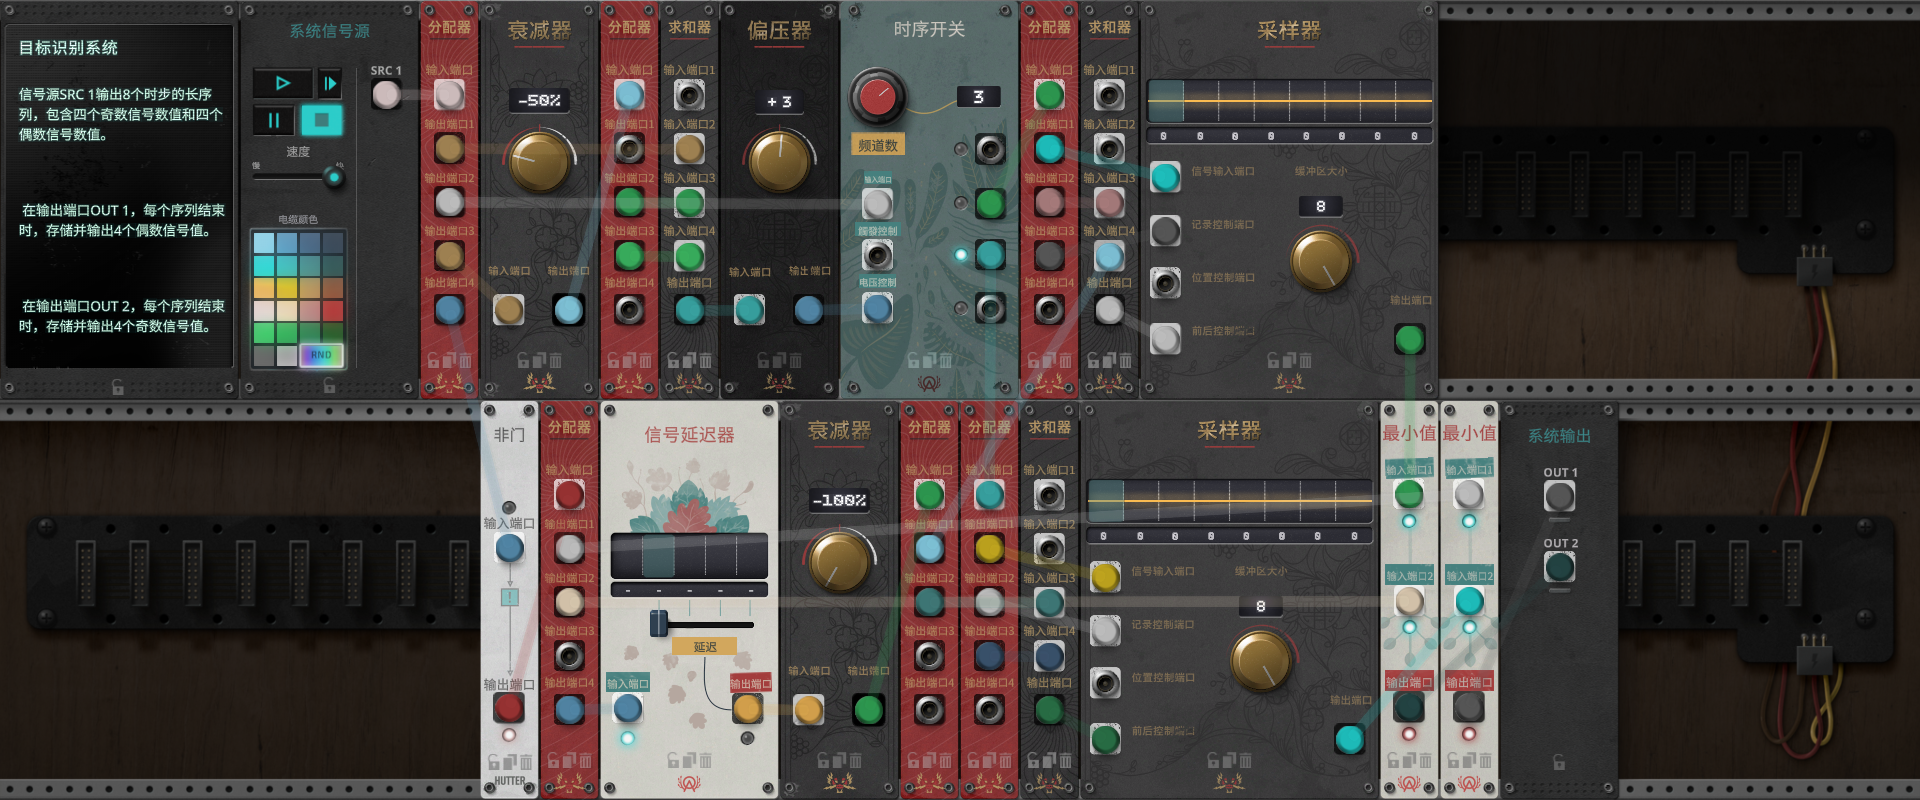 目标识别系统
信号源SRC 1输出8个时步的长序
列，包含四个奇数信号数值和四个
偶数信号数值。
在输出端口OUT 1，每个序列结束
时，存储并输出4个偶数信号值。
在输出端口OUT 2，每个序列结束
时，存储并输出4个奇数信号值。
系统信号源
SRC 1
速度
慢
快
电缆颜色
RND
分配器
输入端口
输出端口1
输出端口2
输出端口3
输出端口4
衰减器
-50%
输入端口
输出端口
分配器
输入端口
输出端口1
输出端口2
输出端口3
输出端口4
求和器
输入端口1
输入端口2
输入端口3
输入端口4
输出端口
偏压器
+3
输入端口
输出端口
时序开关
3
频道数
输入端口
觸發控制
电压控制
分配器
输入端口
输出端口1
输出端口2
输出端口3
输出端口4
求和器
输入端口1
输入端口2
输入端口3
输入端口4
输出端口
采样器
0 0 0 0 0 0 0 0
信号输入端口
缓冲区大小
8
记录控制端口
位置控制端口
输出端口
前后控制端口
非门
输入端口
!
输出端口
HUTTER
分配器
输入端口
输出端口1
输出端口2
输出端口3
输出端口4
信号延迟器
- - - -
延迟
输入端口
输出端口
衰减器
-100%
输入端口
输出端口
分配器
输入端口
输出端口1
输出端口2
输出端口3
输出端口4
分配器
输入端口
输出端口1
输出端口2
输出端口3
输出端口4
求和器
输入端口1
输入端口2
输入端口3
输入端口4
输出端口
采样器
0 0 0 0 0 0 0 0
信号输入端口
缓冲区大小
8
记录控制端口
位置控制端口
输出端口
前后控制端口
最小值
输入端口1
输入端口2
输出端口
最小值
输入端口1
输入端口2
输出端口
系统输出
OUT 1
OUT 2